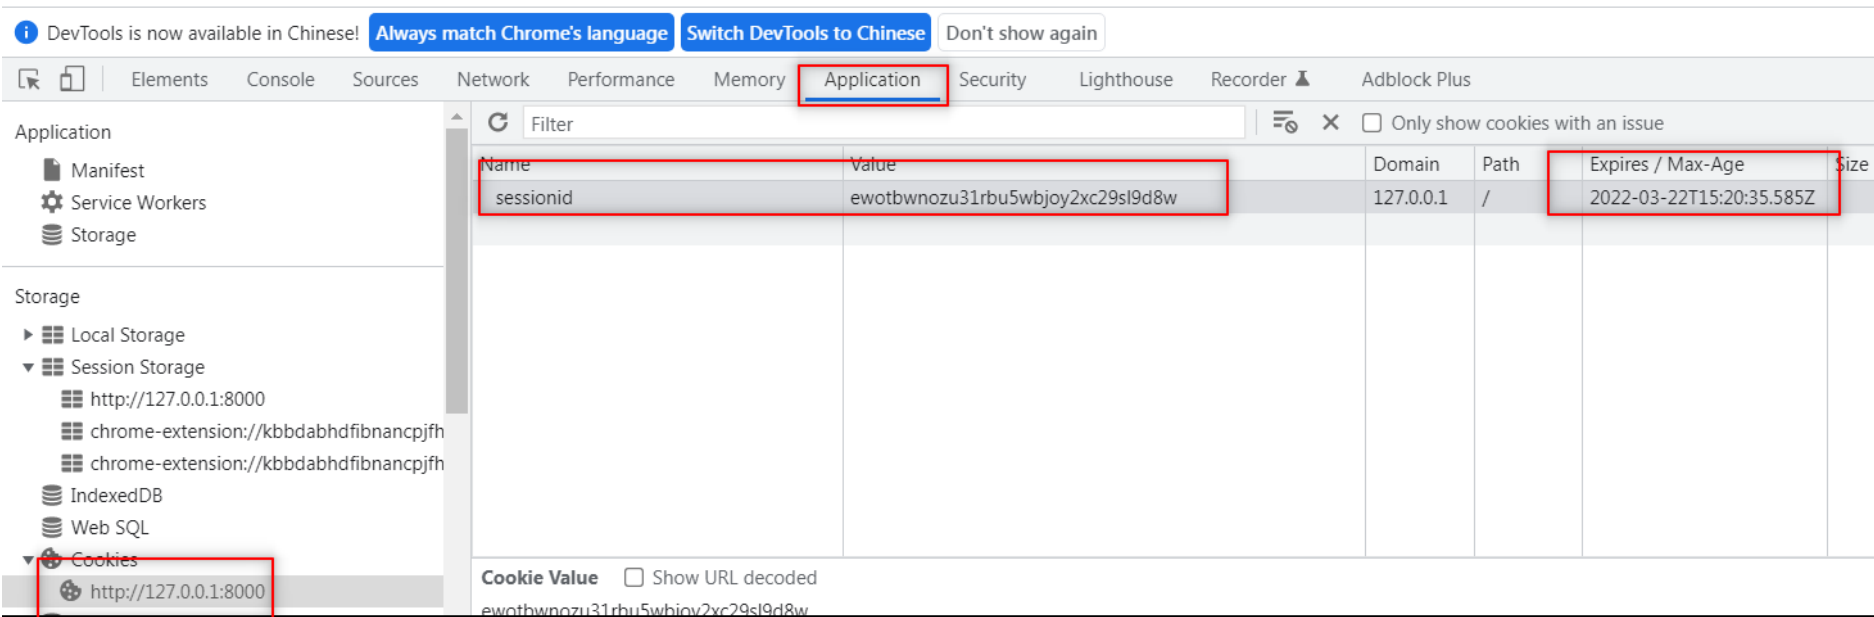 DevTools is now available in Chinese! Always match Chrome's language Switch DevTools to Chinese Don't show again
Elements Console Sources Network Performance Memory Application Security Lighthouse Recorder Adblock Plus
Application
Manifest
Service Workers
Storage
Storage
Local Storage
Session Storage
http://127.0.0.1:8000
chrome-extension://kbbdabhdfibnancpjfh
chrome-extension://kbbdabhdfibnancpjfh
IndexedDB
Web SQL
Cookies
http://127.0.0.1:8000
Filter Only show cookies with an issue
Name Value Domain Path Expires / Max-Age Size
sessionid ewotbwnozu31rbu5wbjoy2xc29sl9d8w 127.0.0.1 / 2022-03-22T15:20:35.585Z
Cookie Value Show URL decoded
ewotbwnozu31rbu5wbjoy2xc29sl9d8w